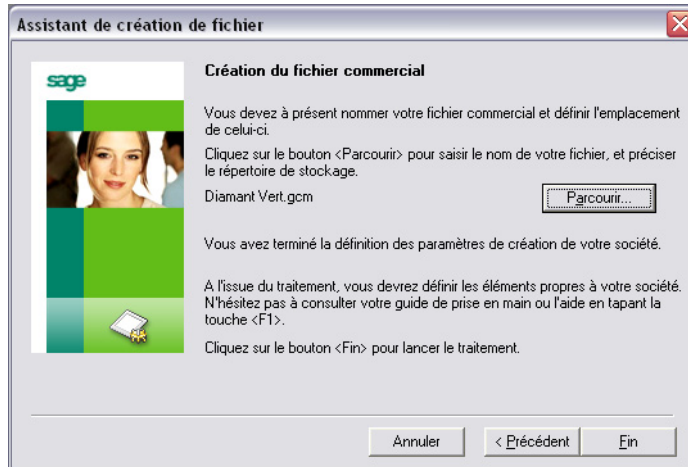 Assistant de création de fichier
sage
Création du fichier commercial
Vous devez à présent nommer votre fichier commercial et définir l'emplacement
de celui-ci.
Cliquez sur le bouton <Parcourir> pour saisir le nom de votre fichier, et préciser
le répertoire de stockage.
Diamant Vert.gcm
Parcourir...
Vous avez terminé la définition des paramètres de création de votre société.
A l'issue du traitement, vous devrez définir les éléments propres à votre société.
N'hésitez pas à consulter votre guide de prise en main ou l'aide en tapant la
touche <F1>.
Cliquez sur le bouton <Fin> pour lancer le traitement.
Annuler
< Précédent
Fin